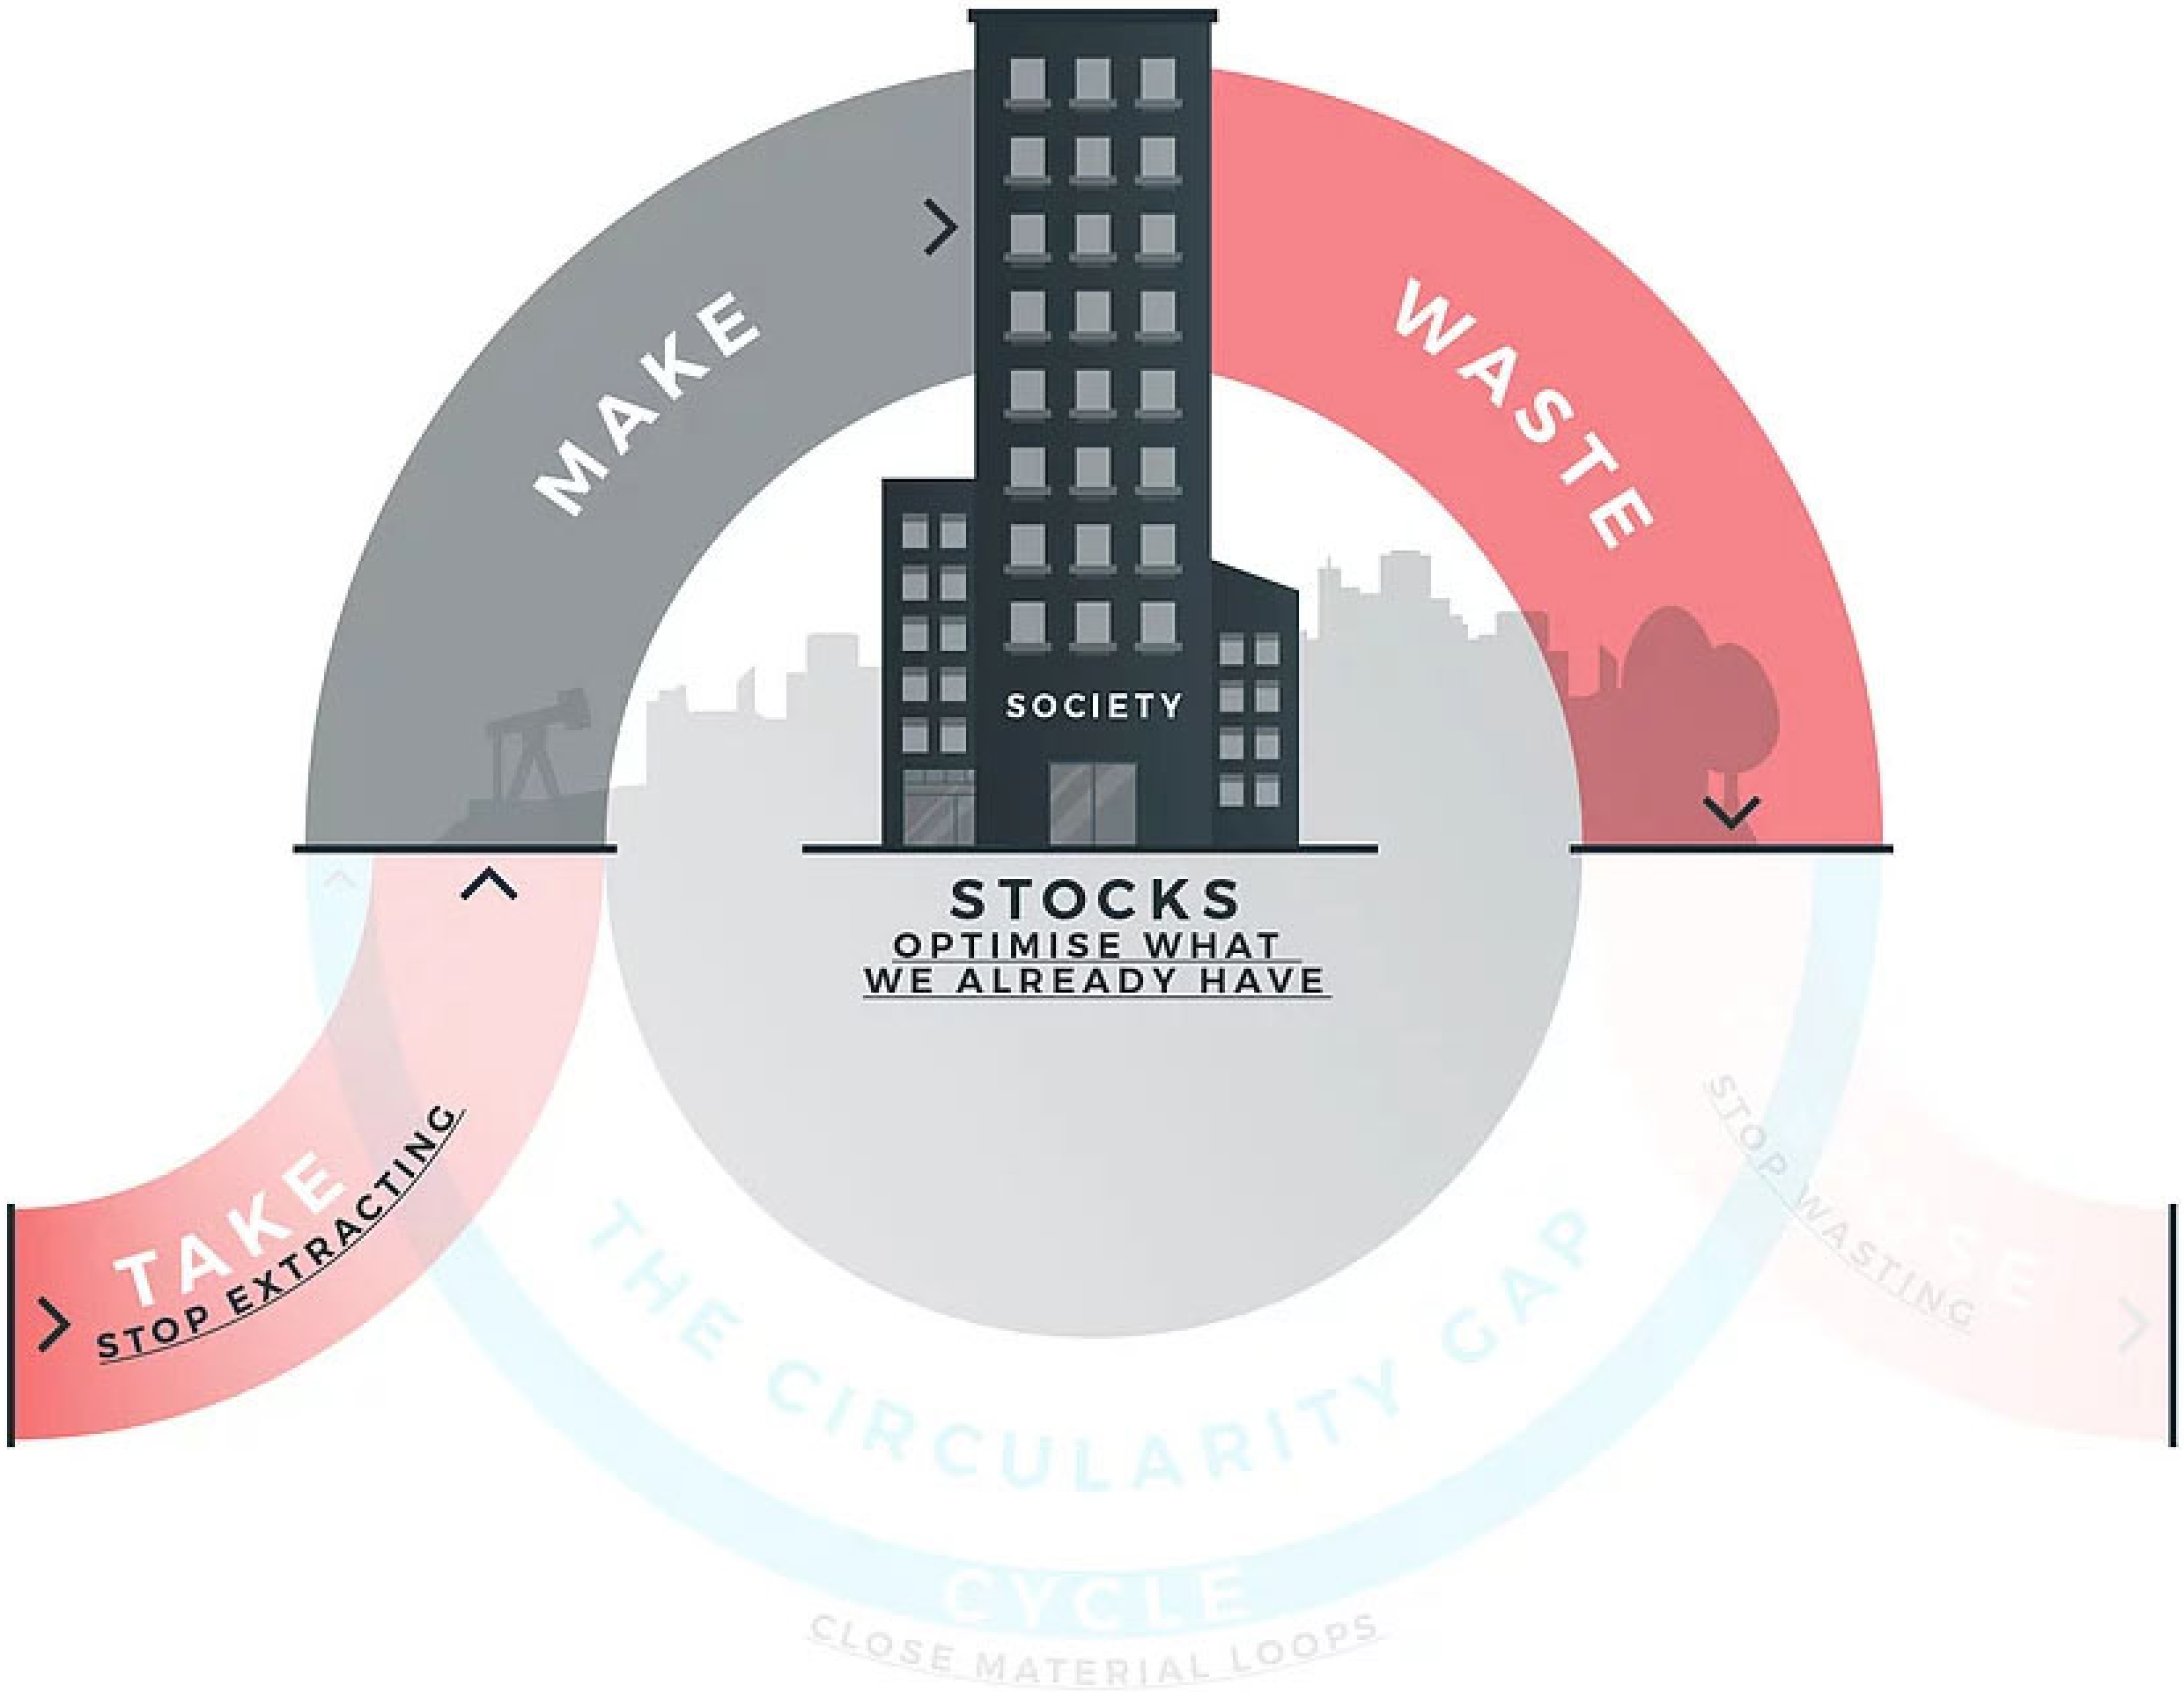 MAKE
WASTE
SOCIETY
STOCKS
OPTIMISE WHAT
WE ALREADY HAVE
TAKE
STOP EXTRACTING
STOP WASTING
THE CIRCULARITY GAP
CYCLE
CLOSE MATERIAL LOOPS